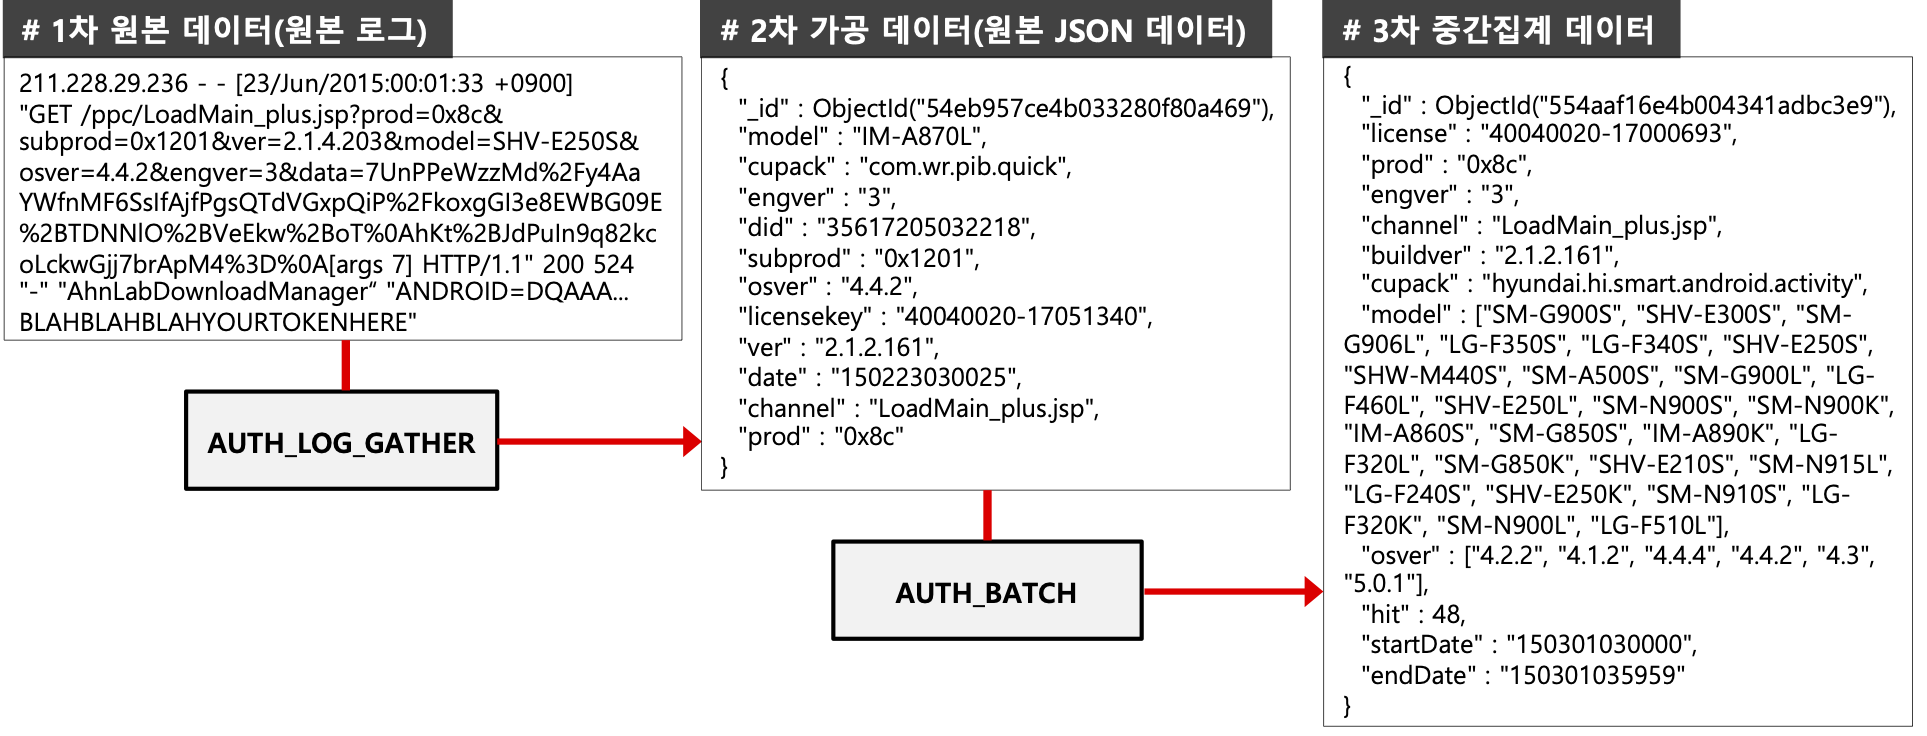 # 1차 원본 데이터(원본 로그)
211.228.29.236 - - [23/Jun/2015:00:01:33 +0900]
"GET /ppc/LoadMain_plus.jsp?prod=0x8c&
subprod=0x1201&ver=2.1.4.203&model=SHV-E250S&
osver=4.4.2&engver=3&data=7UnPPeWzzMd%2Fy4Aa
YWfnMF6SsIfAjfPgsQTdVGxpQiP%2FkoxgGl3e8EWBG09E
%2BTDNNlO%2BVeEkw%2BoT%0AhKt%2BJdPuIn9q82kc
oLckwGjj7brApM4%3D%0A[args 7] HTTP/1.1" 200 524
"-" "AhnLabDownloadManager“ "ANDROID=DQAAA...
BLAHBLAHBLAHYOURTOKENHERE"
AUTH_LOG_GATHER
# 2차 가공 데이터(원본 JSON 데이터)
{
"_id" : ObjectId("54eb957ce4b033280f80a469"),
"model" : "IM-A870L",
"cupack" : "com.wr.pib.quick",
"engver" : "3",
"did" : "35617205032218",
"subprod" : "0x1201",
"osver" : "4.4.2",
"licensekey" : "40040020-17051340",
"ver" : "2.1.2.161",
"date" : "150223030025",
"channel" : "LoadMain_plus.jsp",
"prod" : "0x8c"
}
AUTH_BATCH
# 3차 중간집계 데이터
{
"_id" : ObjectId("554aaf16e4b004341adbc3e9"),
"license" : "40040020-17000693",
"prod" : "0x8c",
"engver" : "3",
"channel" : "LoadMain_plus.jsp",
"buildver" : "2.1.2.161",
"cupack" : "hyundai.hi.smart.android.activity",
"model" : ["SM-G900S", "SHV-E300S", "SM-
G906L", "LG-F350S", "LG-F340S", "SHV-E250S",
"SHW-M440S", "SM-A500S", "SM-G900L", "LG-
F460L", "SHV-E250L", "SM-N900S", "SM-N900K",
"IM-A860S", "SM-G850S", "IM-A890K", "LG-
F320L", "SM-G850K", "SHV-E210S", "SM-N915L",
"LG-F240S", "SHV-E250K", "SM-N910S", "LG-
F320K", "SM-N900L", "LG-F510L"],
"osver" : ["4.2.2", "4.1.2", "4.4.4", "4.4.2", "4.3",
"5.0.1"],
"hit" : 48,
"startDate" : "150301030000",
"endDate" : "150301035959"
}